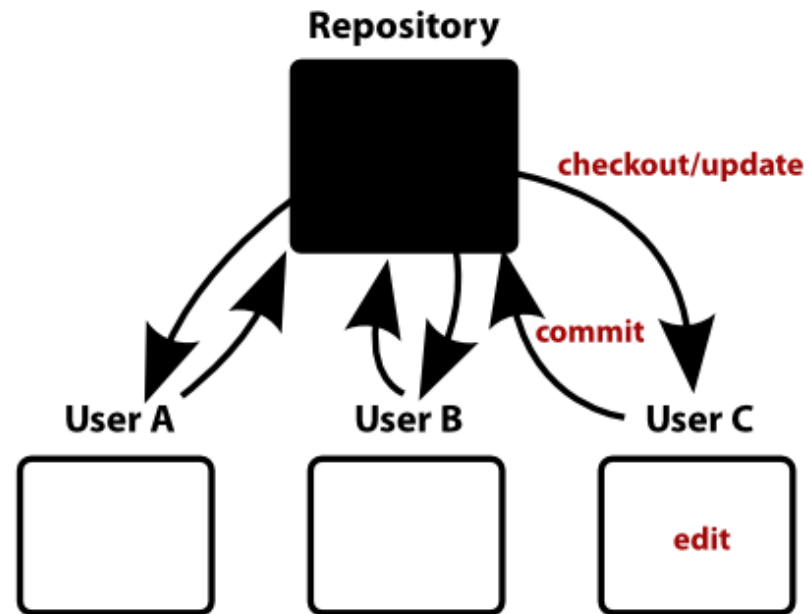 Repository
checkout/update
commit
User A
User B
User C
edit